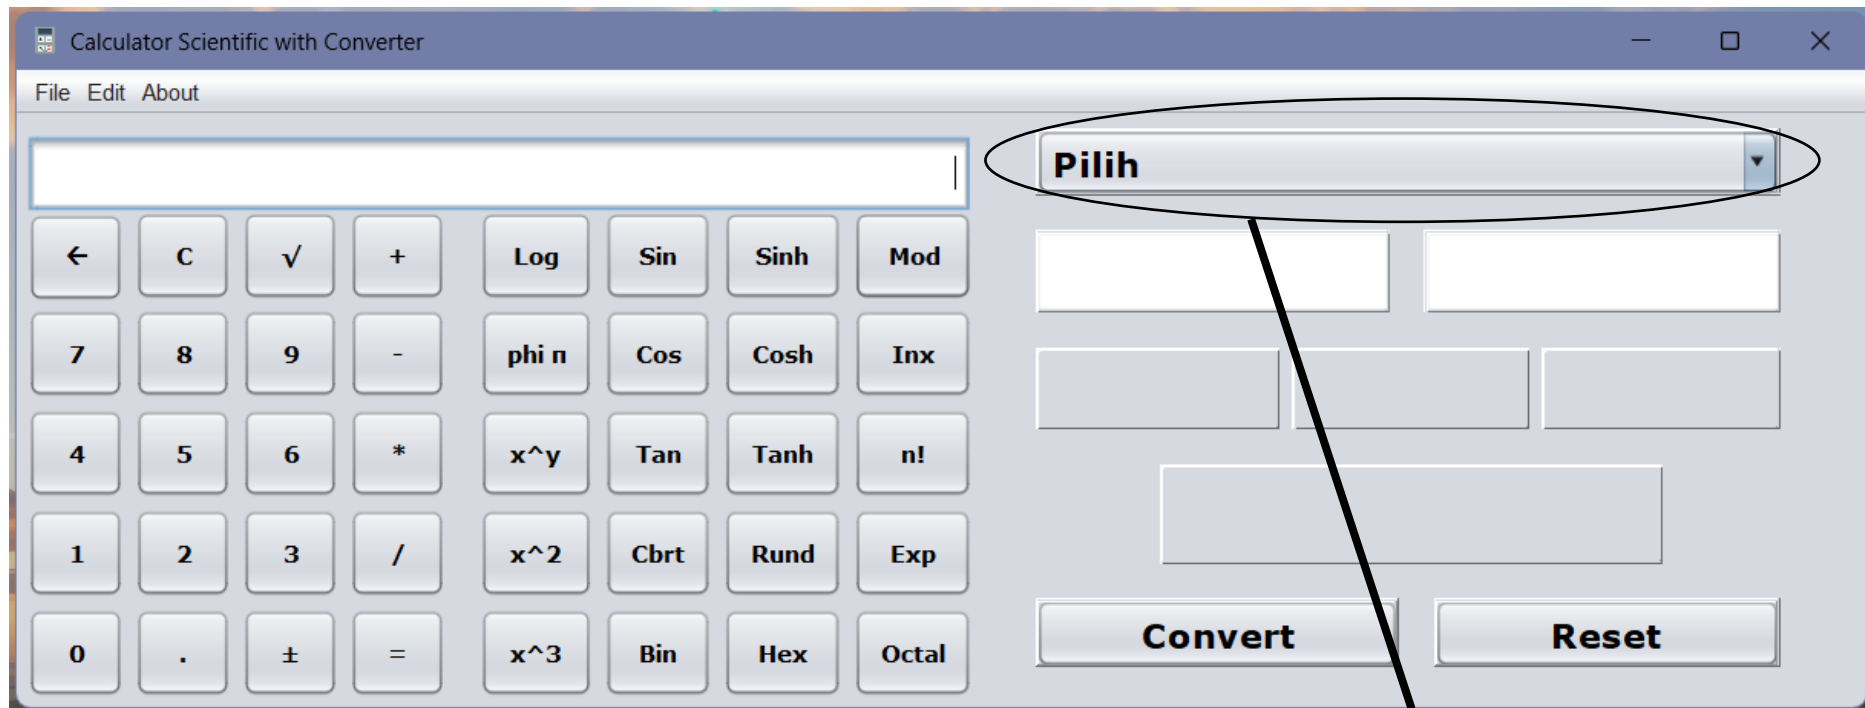 Calculator Scientific with Converter
File Edit About
Pilih
← C √ + Log Sin Sinh Mod
7 8 9 - phi п Cos Cosh Inx
4 5 6 * x^y Tan Tanh n!
1 2 3 / x^2 Cbrt Rund Exp
0 . ± = x^3 Bin Hex Octal
Convert Reset